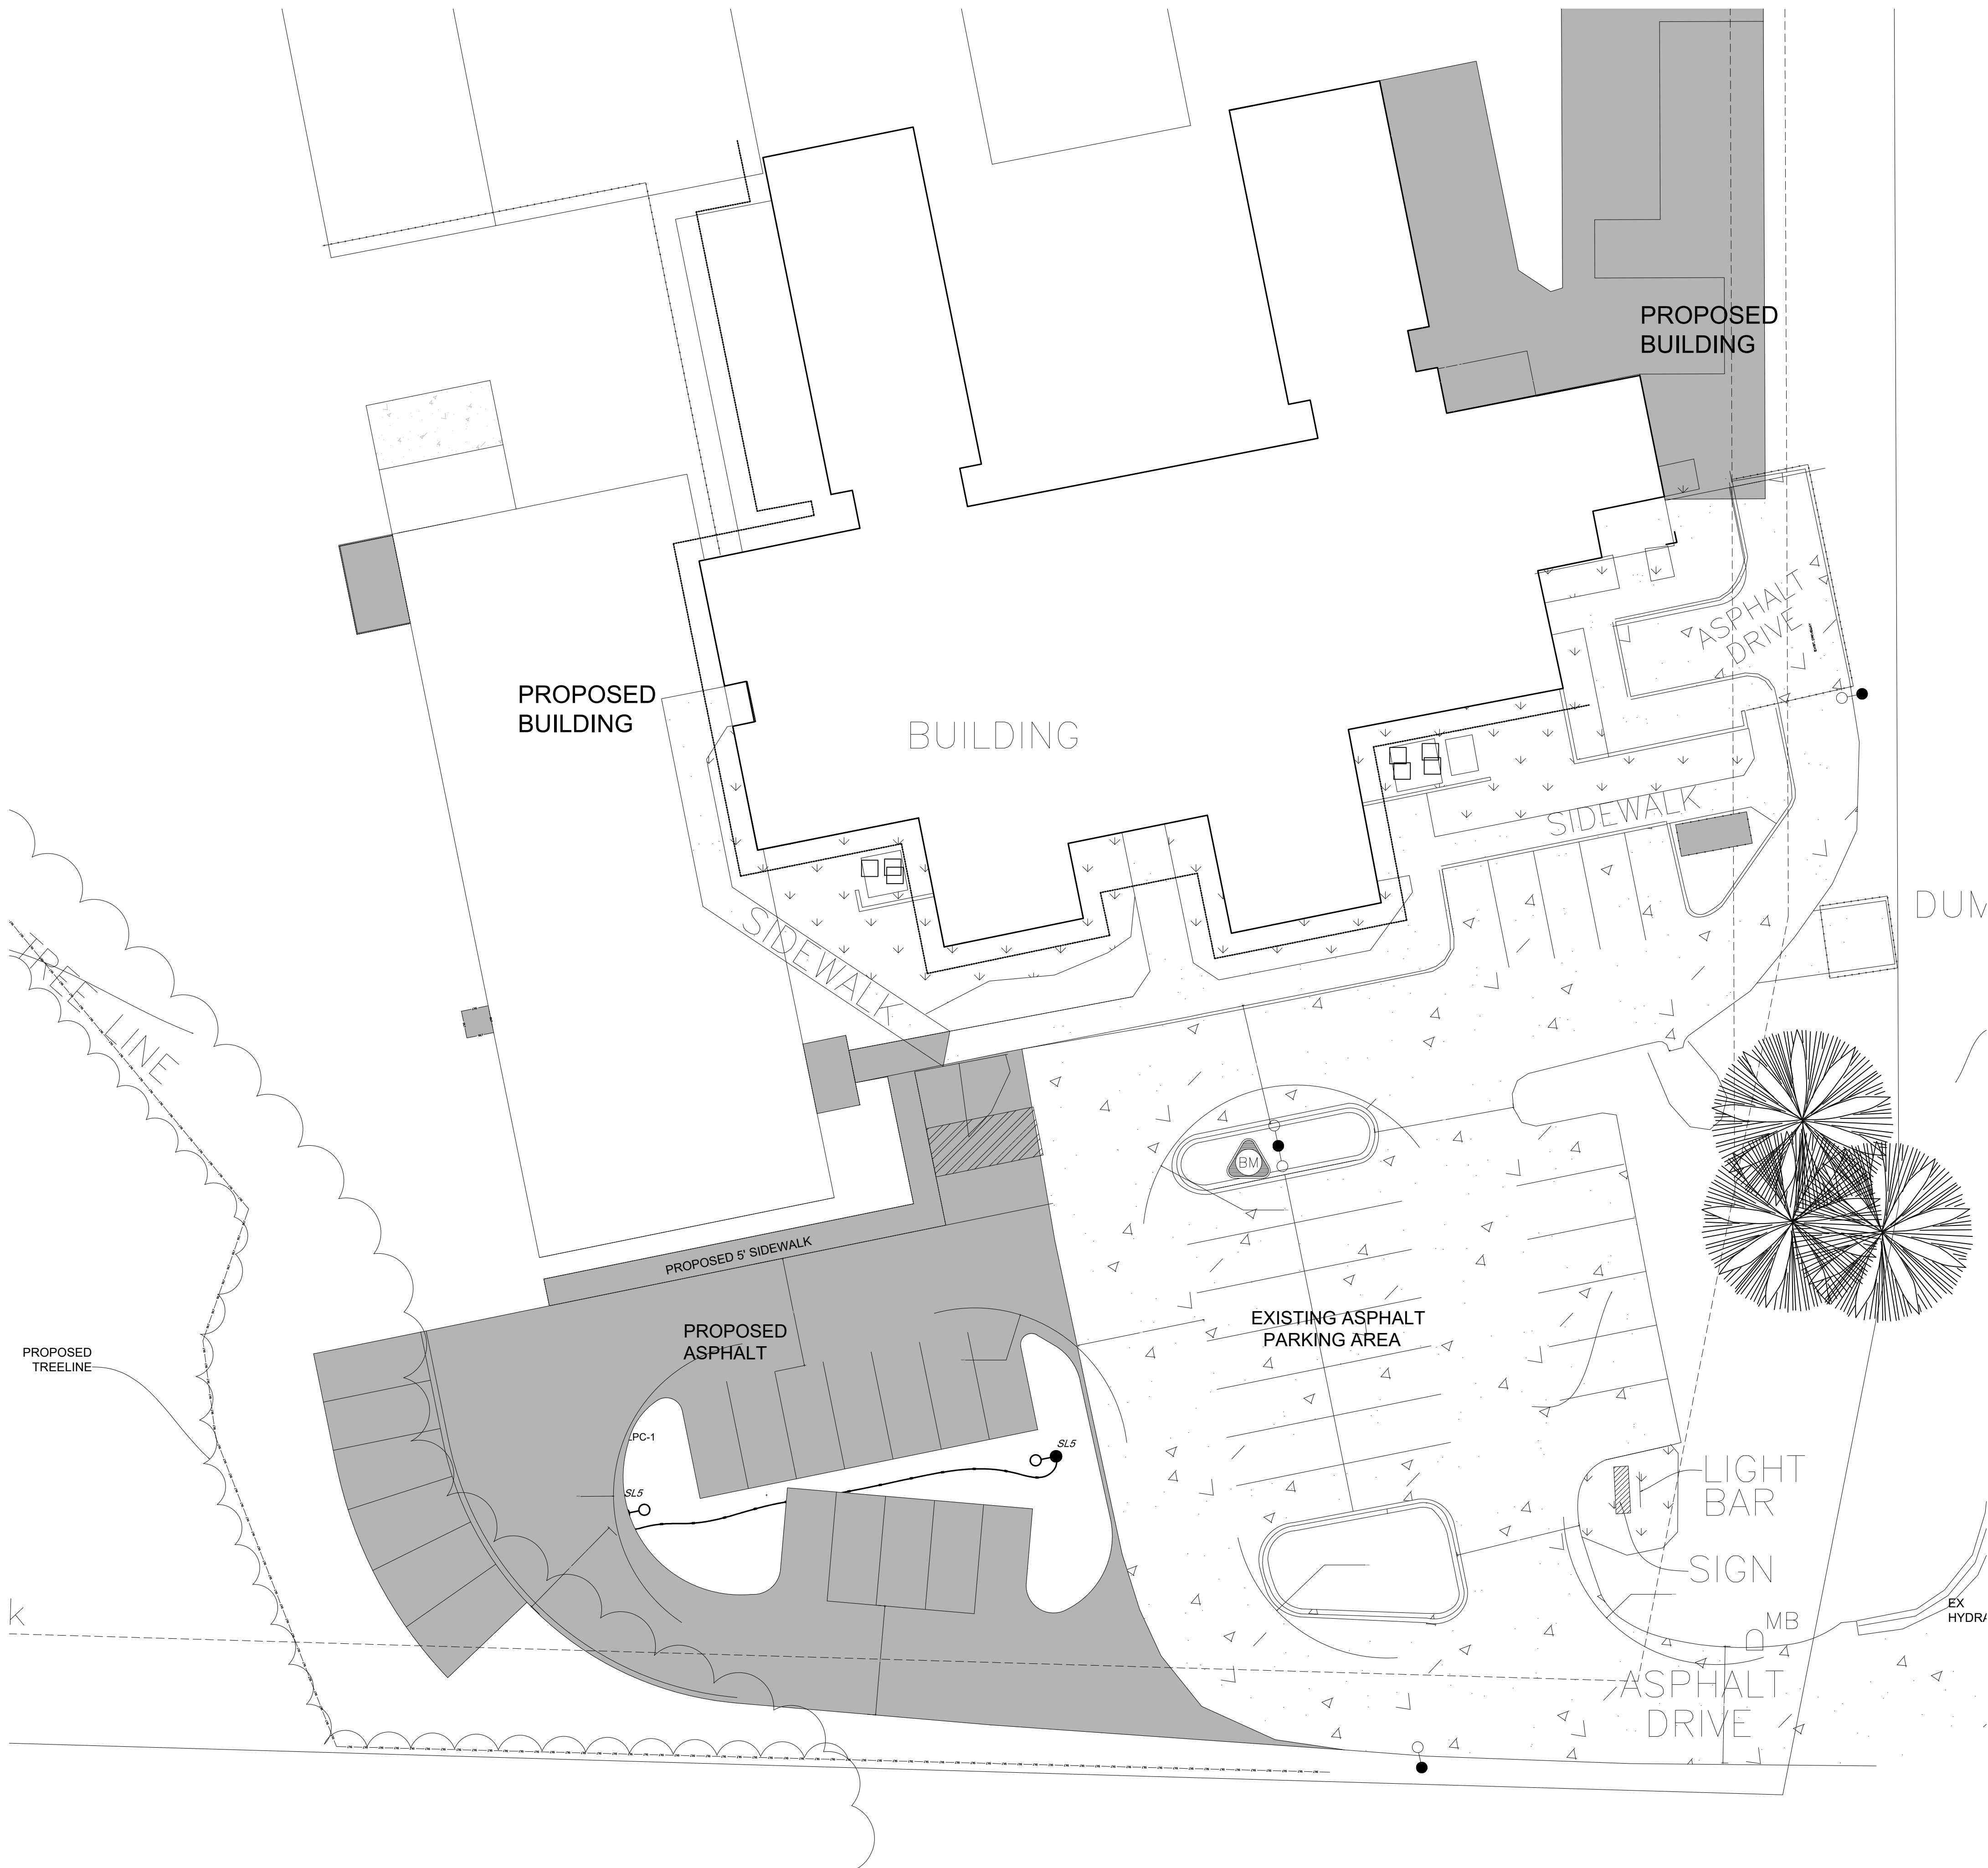 PROPOSED
BUILDING
ASPHALT
DRIVE
PROPOSED
BUILDING
BUILDING
SIDEWALK
DUM
SIDEWALK
TREE LINE
BM
PROPOSED 5' SIDEWALK
PROPOSED
ASPHALT
EXISTING ASPHALT
PARKING AREA
PROPOSED
TREELINE
LPC-1
SL5
SL5
LIGHT
BAR
SIGN
MB
EX
HYDRA
k
ASPHALT
DRIVE